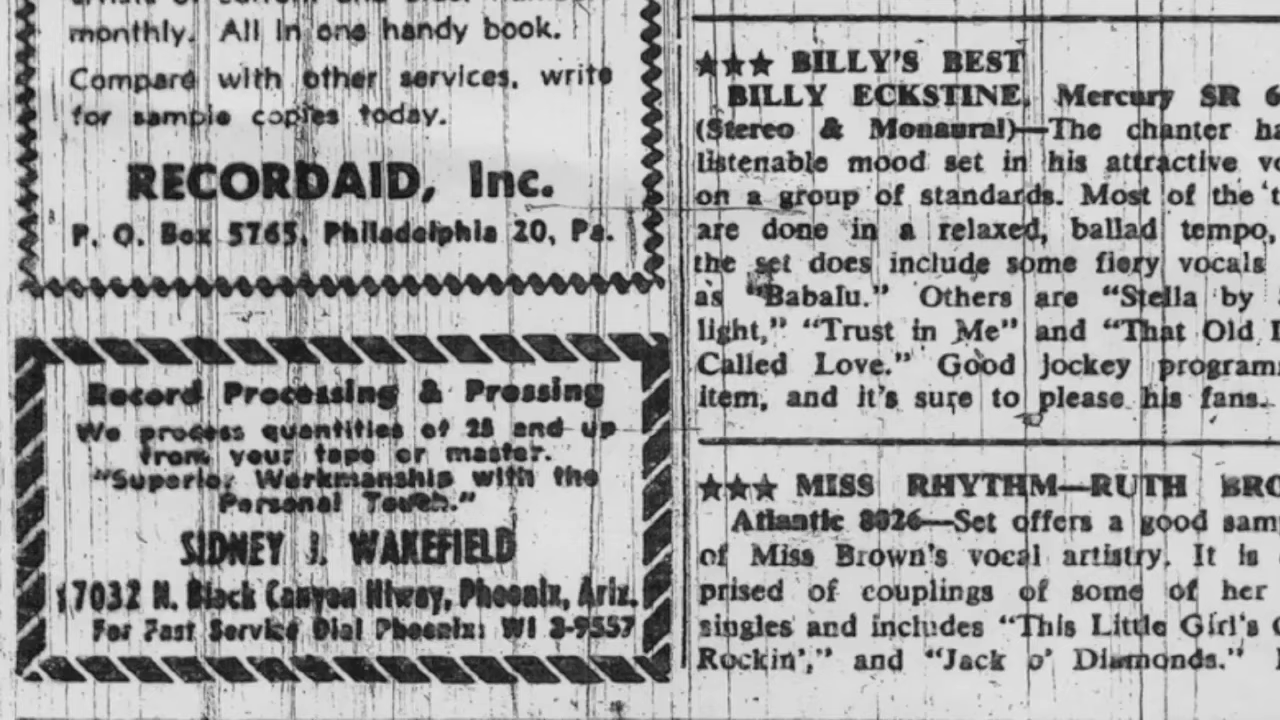 monthly. All in one handy book.
Compare with other services, write
for sample copies today.
RECORDAID, Inc.
P. O. Box 5765, Philadelphia 20, Pa.
Record Processing & Pressing
We process quantities of 25 and up
from your tape or master.
"Superior Workmanship with the
Personal Touch."
SIDNEY J. WAKEFIELD
17032 N. Black Canyon Hiway, Phoenix, Ariz.
For Fast Service Dial Phoenix: WI 3-9557
★★★ BILLY'S BEST
BILLY ECKSTINE, Mercury SR 6
(Stereo & Monaural)—The chanter ha
listenable mood set in his attractive vo
on a group of standards. Most of the 't
are done in a relaxed, ballad tempo,
the set does include some fiery vocals
as "Babalu." Others are "Stella by
light," "Trust in Me" and "That Old
Called Love." Good jockey program
item, and it's sure to please his fans.
★★★ MISS RHYTHM—RUTH BRO
Atlantic 8026—Set offers a good sam
of Miss Brown's vocal artistry. It is
prised of couplings of some of her
singles and includes "This Little Girl's
Rockin'," and "Jack o' Diamonds."